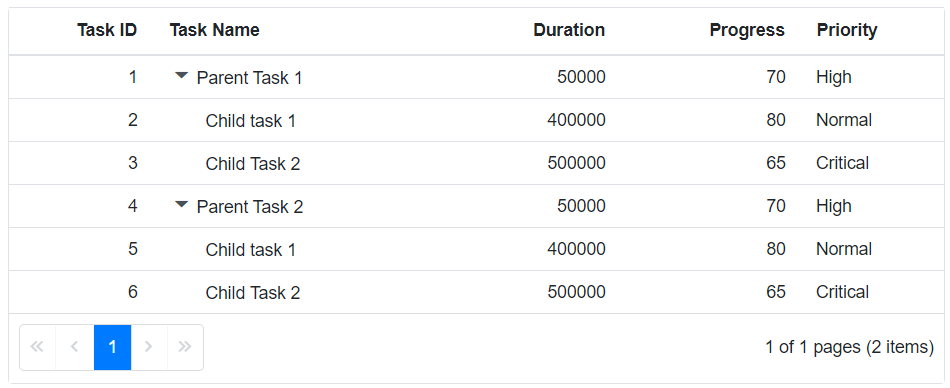 Task ID Task Name Duration Progress Priority
1 Parent Task 1 50000 70 High
2 Child task 1 400000 80 Normal
3 Child Task 2 500000 65 Critical
4 Parent Task 2 50000 70 High
5 Child task 1 400000 80 Normal
6 Child Task 2 500000 65 Critical
1 1 of 1 pages (2 items)